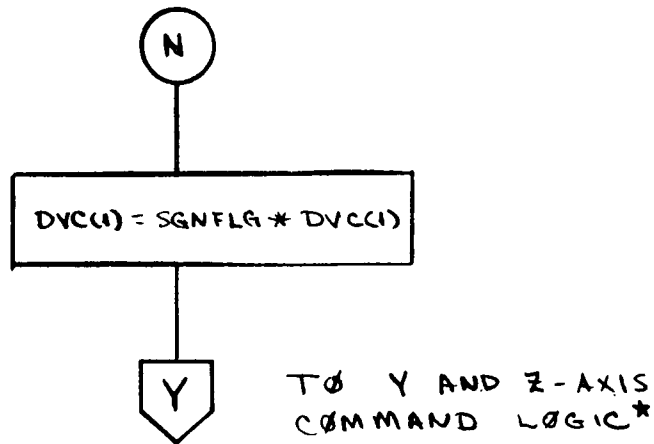 N
DVC(1) = SGNFLG * DVC(1)
Y
TØ Y AND Z-AXIS
CØMMAND LØGIC*